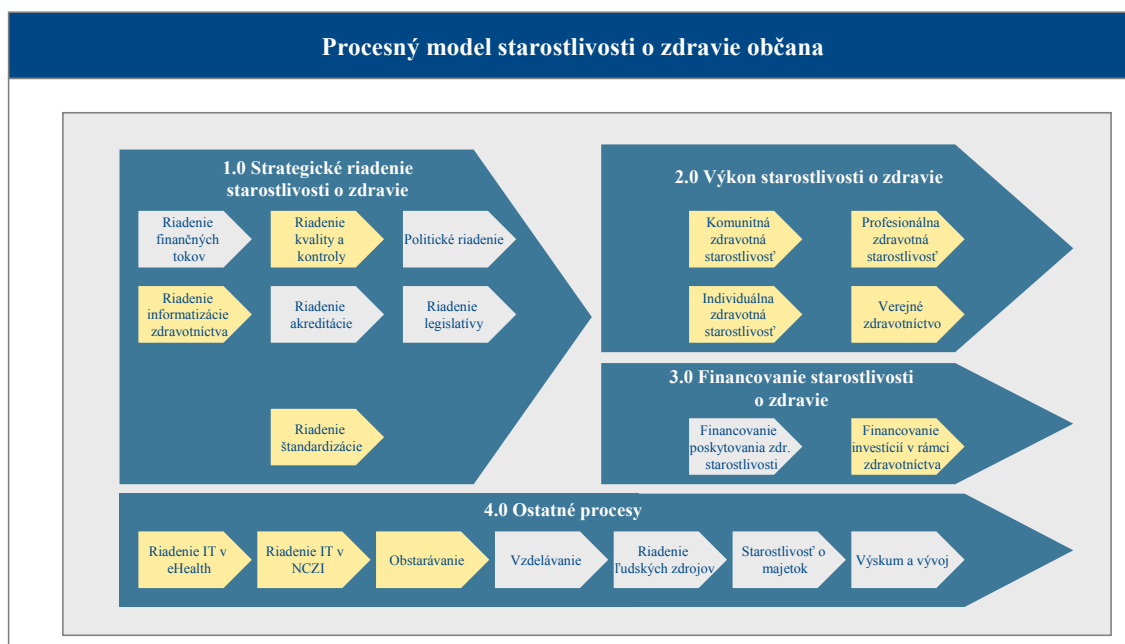 Procesný model starostlivosti o zdravie občana
1.0 Strategické riadenie
starostlivosti o zdravie
Riadenie
finančných
tokov
Riadenie
kvality a
kontroly
Politické riadenie
Riadenie
informatizácie
zdravotníctva
Riadenie
akreditácie
Riadenie
legislatívy
Riadenie
štandardizácie
2.0 Výkon starostlivosti o zdravie
Komunitná
zdravotná
starostlivosť
Profesionálna
zdravotná
starostlivosť
Individuálna
zdravotná
starostlivosť
Verejné
zdravotníctvo
3.0 Financovanie starostlivosti
o zdravie
Financovanie
poskytovania zdr.
starostlivosti
Financovanie
investícií v rámci
zdravotníctva
4.0 Ostatné procesy
Riadenie IT v
eHealth
Riadenie IT v
NCZI
Obstarávanie
Vzdelávanie
Riadenie
ľudských zdrojov
Starostlivosť o
majetok
Výskum a vývoj